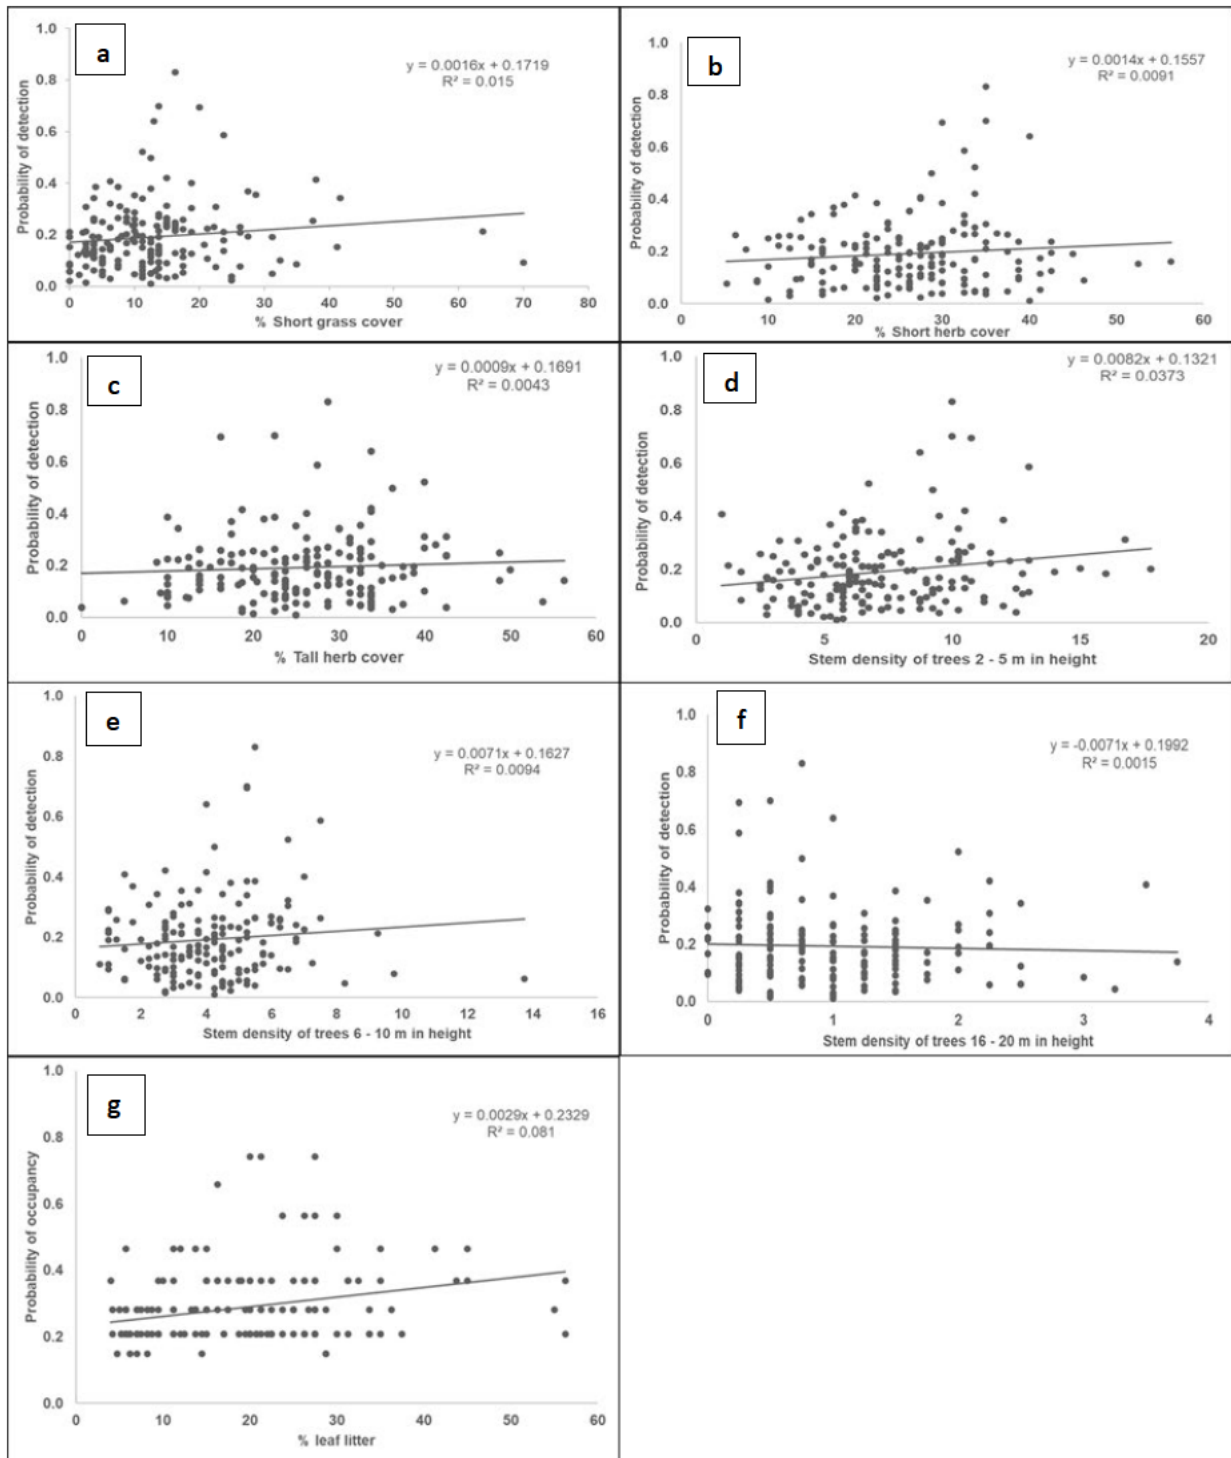 a
y = 0.0016x + 0.1719
R² = 0.015
Probability of detection
1.0
0.8
0.6
0.4
0.2
0.0
0 10 20 30 40 50 60 70 80
% Short grass cover
b
y = 0.0014x + 0.1557
R² = 0.0091
Probability of detection
1.0
0.8
0.6
0.4
0.2
0.0
0 10 20 30 40 50 60
% Short herb cover
c
y = 0.0009x + 0.1691
R² = 0.0043
Probability of detection
1.0
0.8
0.6
0.4
0.2
0.0
0 10 20 30 40 50 60
% Tall herb cover
d
y = 0.0082x + 0.1321
R² = 0.0373
Probability of detection
1.0
0.8
0.6
0.4
0.2
0.0
0 5 10 15 20
Stem density of trees 2 - 5 m in height
e
y = 0.0071x + 0.1627
R² = 0.0094
Probability of detection
1.0
0.8
0.6
0.4
0.2
0.0
0 2 4 6 8 10 12 14 16
Stem density of trees 6 - 10 m in height
f
y = -0.0071x + 0.1992
R² = 0.0015
Probability of detection
1.0
0.8
0.6
0.4
0.2
0.0
0 1 2 3 4
Stem density of trees 16 - 20 m in height
g
y = 0.0029x + 0.2329
R² = 0.081
Probability of occupancy
1.0
0.8
0.6
0.4
0.2
0.0
0 10 20 30 40 50 60
% leaf litter